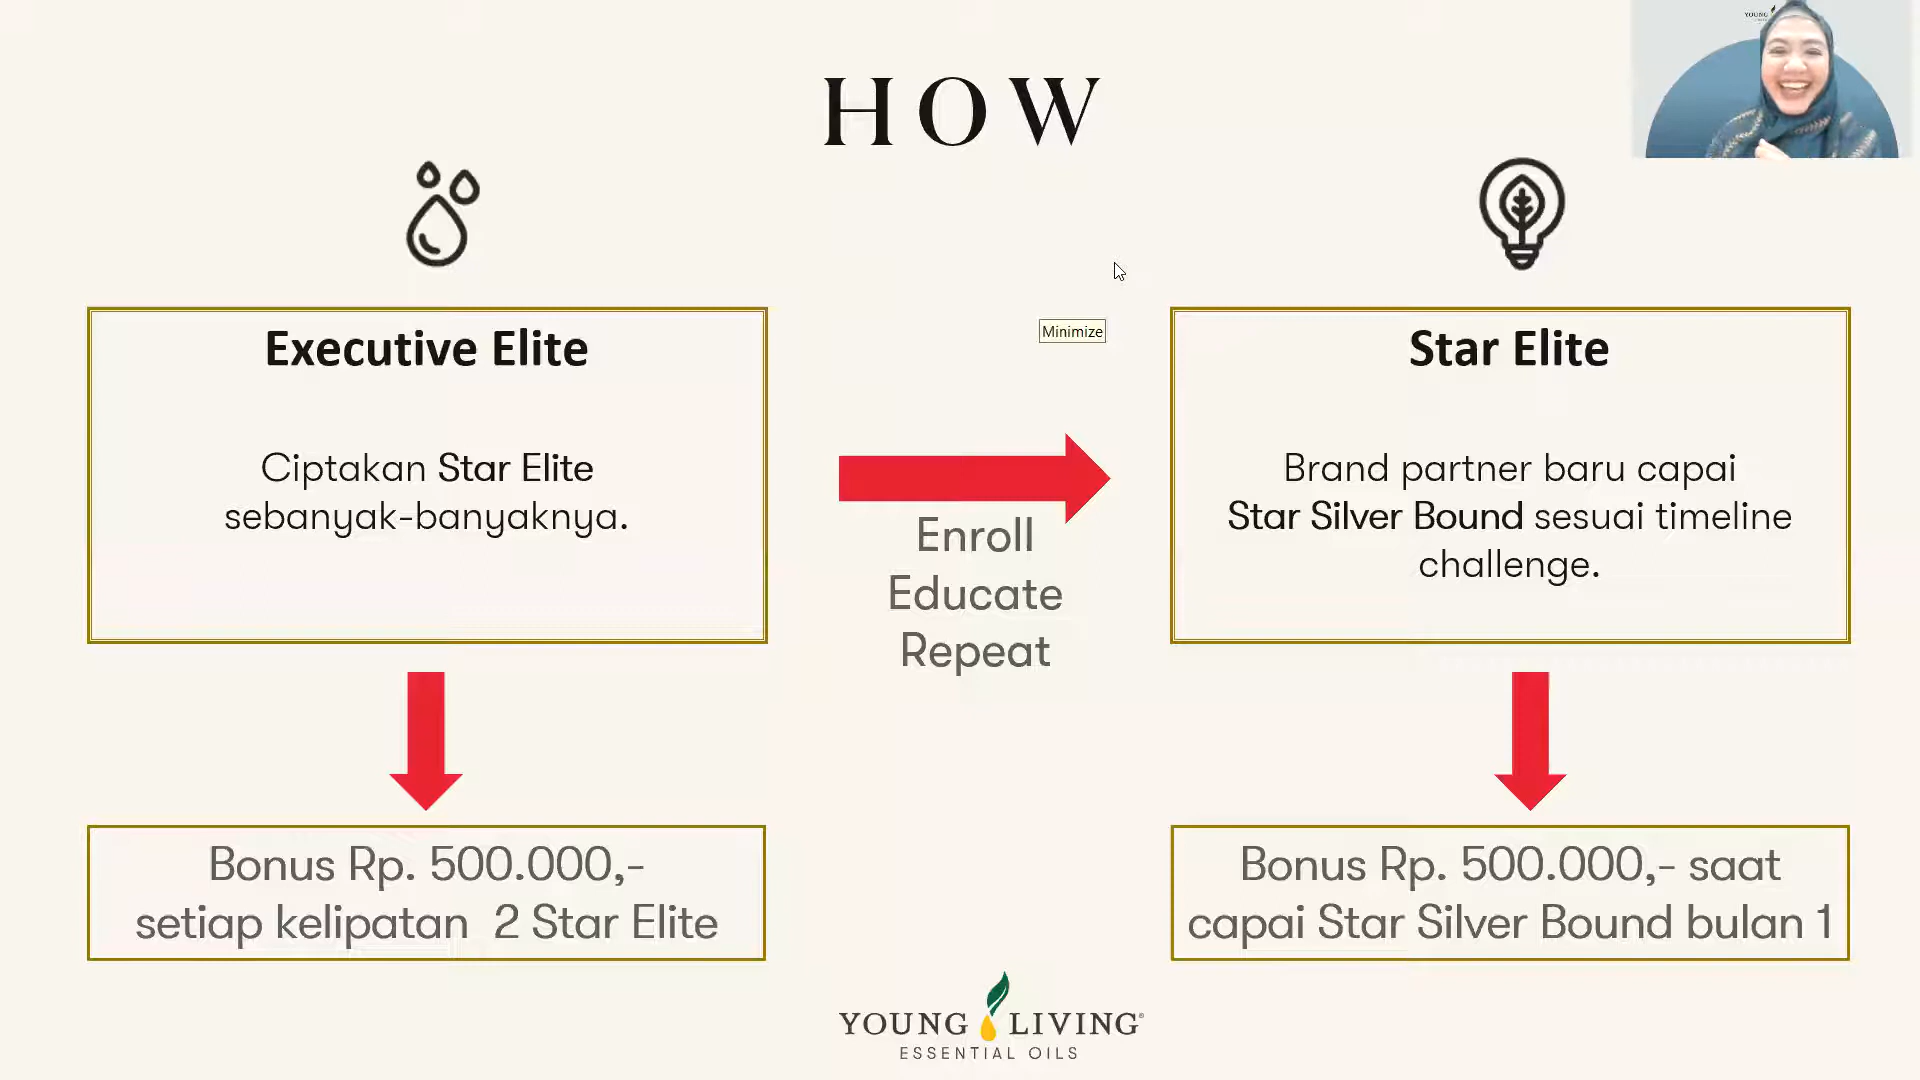 HOW
YOUNG
Minimize
Executive Elite
Ciptakan Star Elite
sebanyak-banyaknya.
Enroll
Educate
Repeat
Star Elite
Brand partner baru capai
Star Silver Bound sesuai timeline
challenge.
Bonus Rp. 500.000,-
setiap kelipatan 2 Star Elite
Bonus Rp. 500.000,- saat
capai Star Silver Bound bulan 1
YOUNG LIVING®
ESSENTIAL OILS